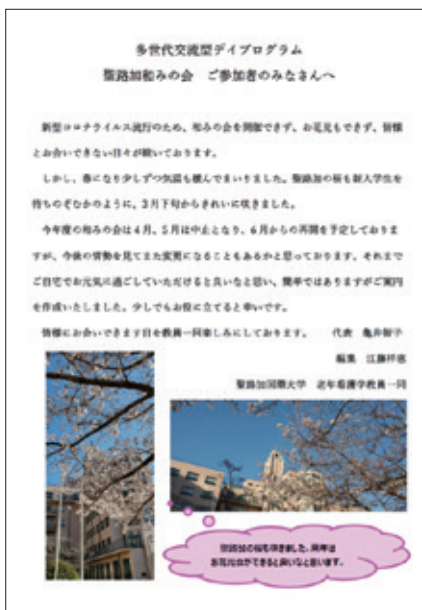 多世代交流型デイプログラム
聖路加和みの会　ご参加者のみなさんへ
新型コロナウイルス流行のため、和みの会を開催できず、お花見もできず、皆様
とお会いできない日々が続いております。
しかし、春になり少しずつ気温も緩んでまいりました。聖路加の桜も新入学生を
待ちのぞむかのように、3月下旬からきれいに咲きました。
今年度の和みの会は4月、5月は中止となり、6月からの再開を予定しておりま
すが、今後の情勢を見てまた変更になることもあるかと思っております。それまで
ご自宅でお元気に過ごしていただけると良いなと思い、簡単ではありますがご案内
を作成いたしました。少しでもお役に立てると幸いです。
皆様にお会いできます日を教員一同楽しみにしております。　代表　亀井智子
編集　江藤祥恵
聖路加国際大学　老年看護学教員一同
聖路加の桜も咲きました。来年は
お花見ができると良いなと思います。